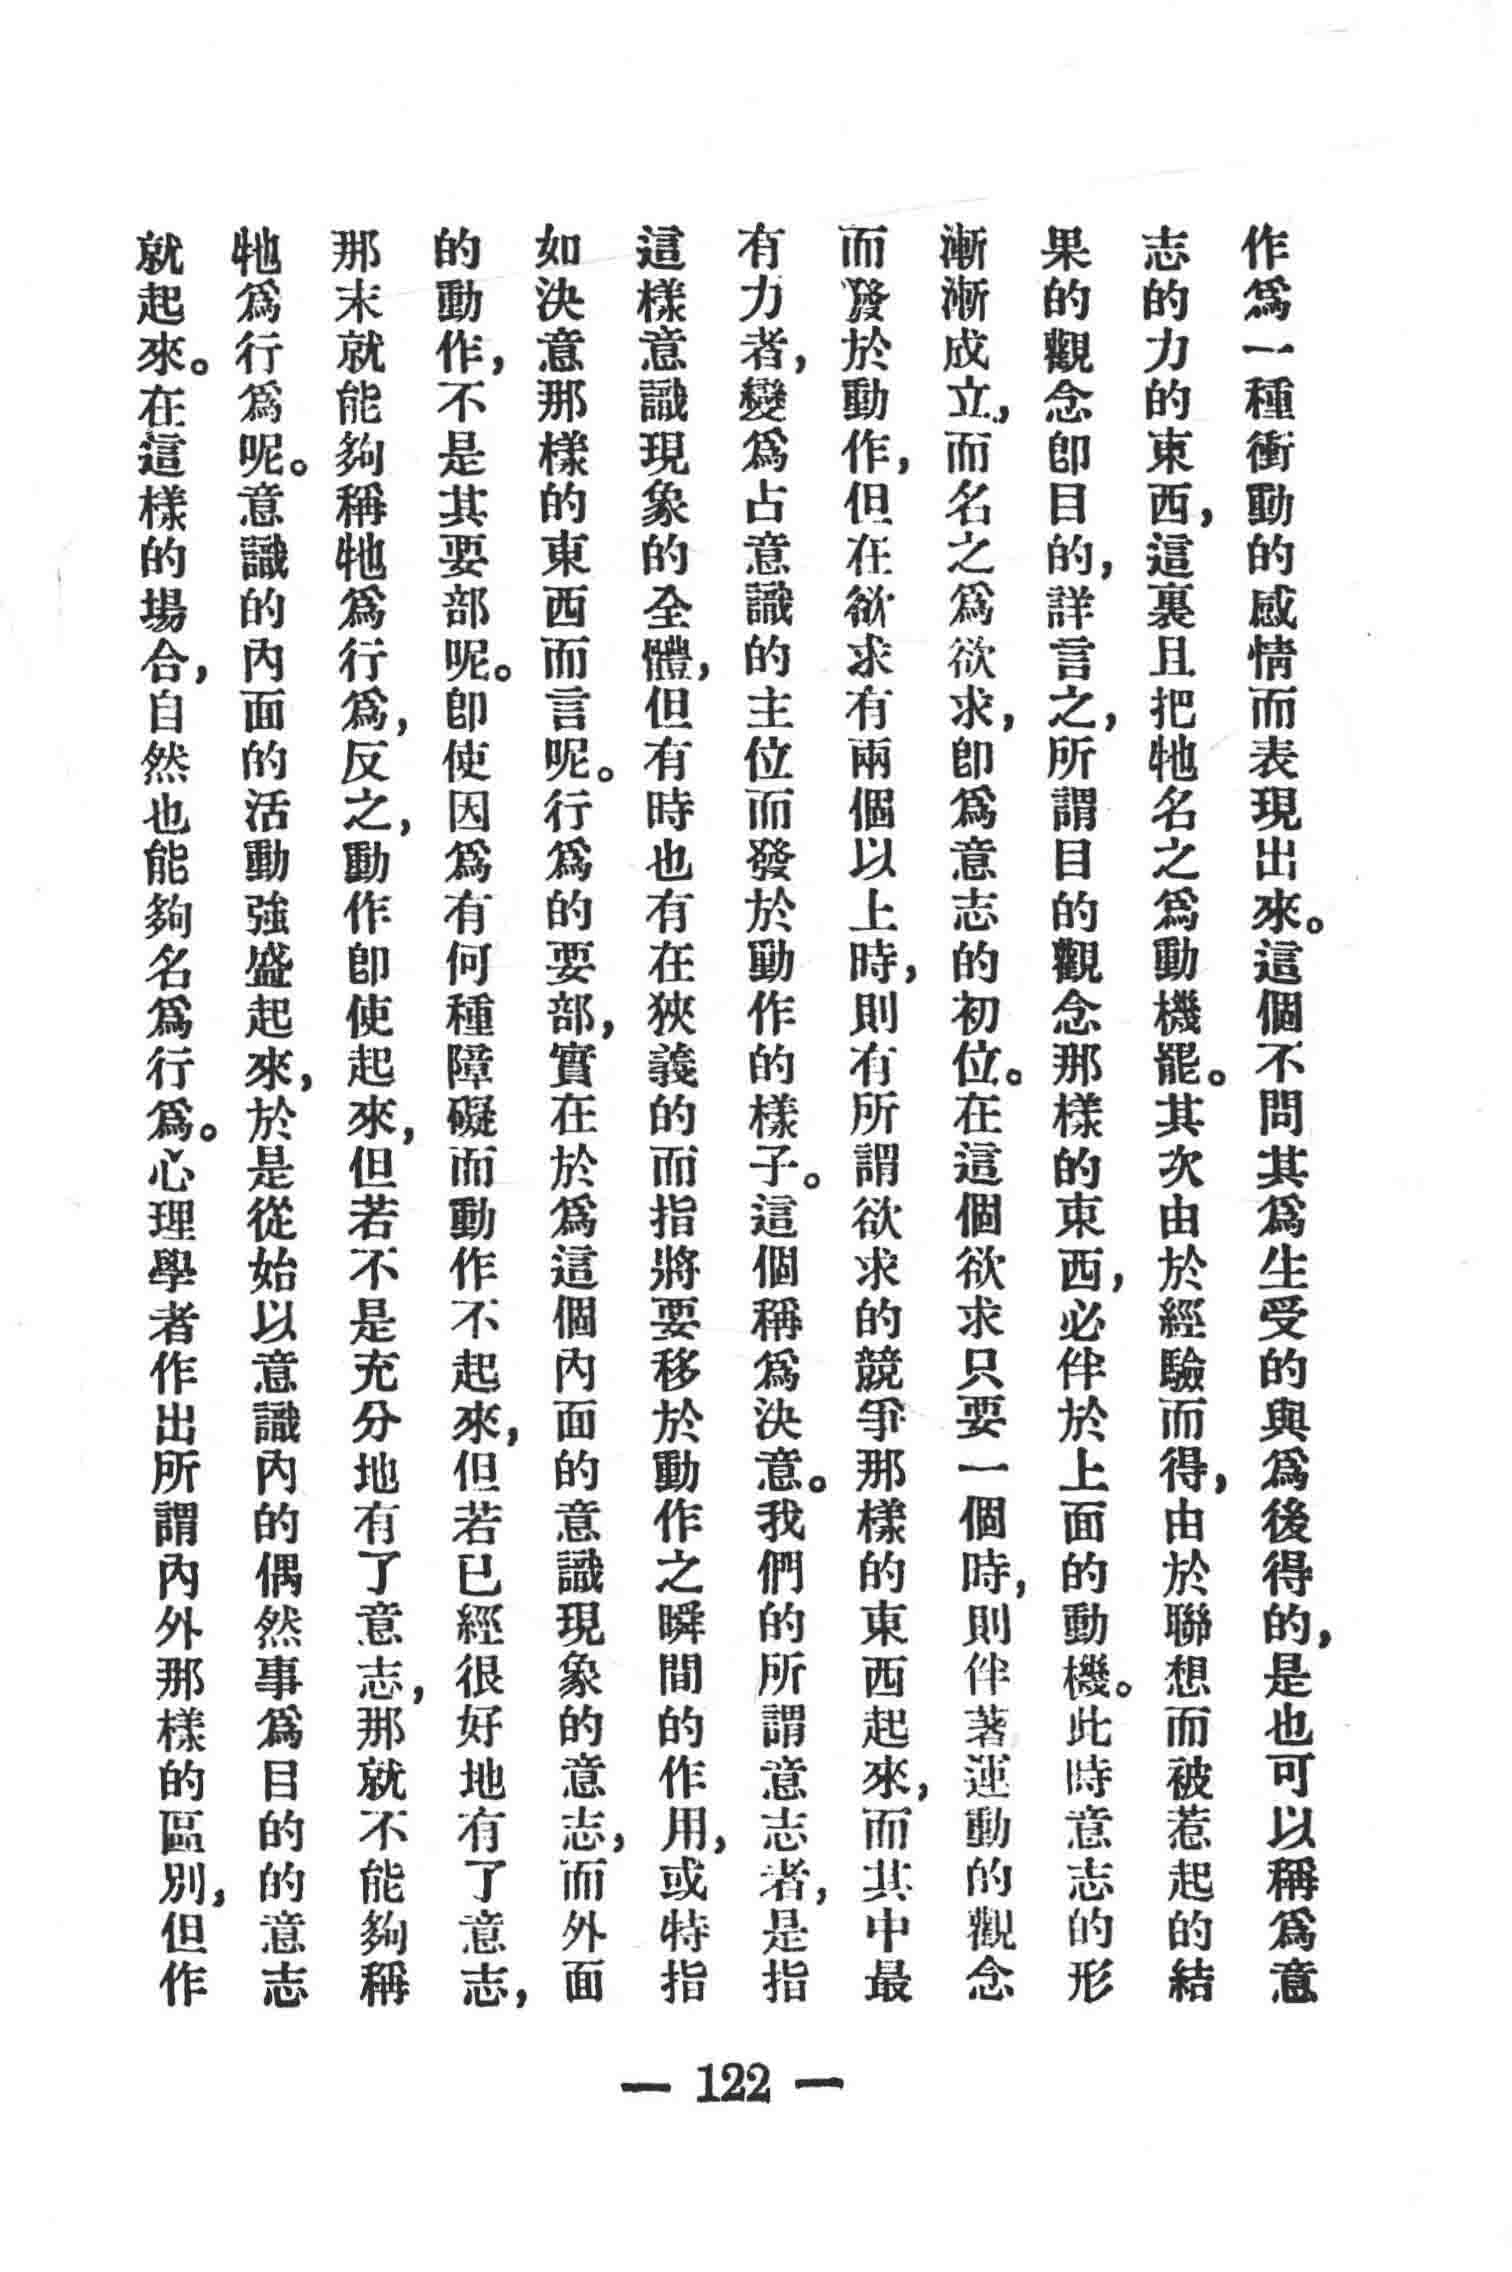 作爲一種衝動的感情而表現出來。這個不問其爲生受的與爲後得的，是也可以稱爲意
志的力的東西，這裏且把牠名之爲動機罷。其次由於經驗而得，由於聯想而被惹起的結
果的觀念卽目的，詳言之，所謂目的觀念那樣的東西，必伴於上面的動機。此時意志的形
漸漸成立，而名之爲欲求，卽爲意志的初位。在這個欲求只要一個時，則伴著運動的觀念
而發於動作，但在欲求有兩個以上時，則有所謂欲求的競爭那樣的東西起來，而其中最
有力者，變爲占意識的主位而發於動作的樣子。這個稱爲決意。我們的所謂意志者，是指
這樣意識現象的全體，但有時也有在狹義的而指將要移於動作之瞬間的作用，或特指
如決意那樣的東西而言呢。行爲的要部，實在於爲這個內面的意識現象的意志，而外面
的動作，不是其要部呢。卽使因爲有何種障礙而動作不起來，但若已經很好地有了意志，
那末就能夠稱牠爲行爲，反之，動作卽使起來，但若不是充分地有了意志，那就不能夠稱
牠爲行爲呢。意識的內面的活動強盛起來，於是從始以意識內的偶然事爲目的的意志
就起來。在這樣的場合，自然也能夠名爲行爲。心理學者作出所謂內外那樣的區別，但作
— 122 —